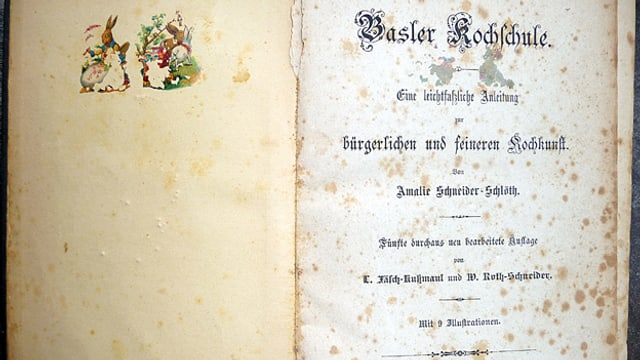 Basler Kochschule.
Eine leichtfaßliche Anleitung
zur
bürgerlichen und feineren Kochkunst.
Von
Amalie Schneider-Schlöth.
Fünfte durchaus neu bearbeitete Auflage
von
E. Fäsch-Kußmaul und W. Roth-Schneider.
Mit 9 Illustrationen.